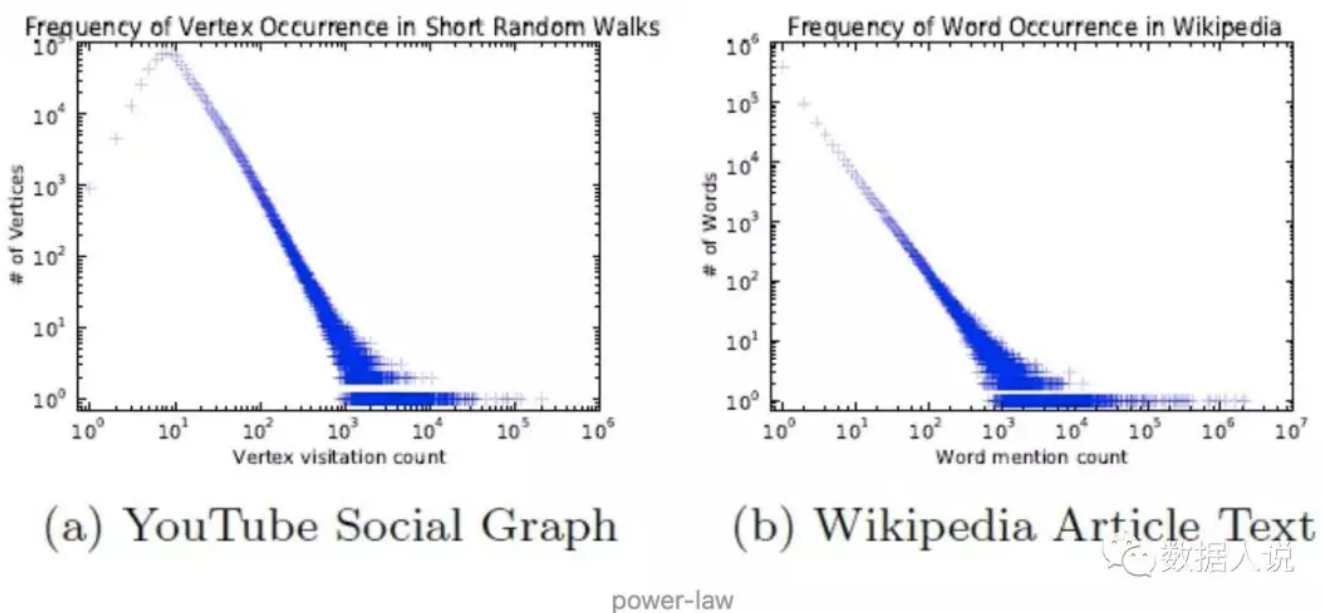 Frequency of Vertex Occurrence in Short Random Walks
10^5
10^4
10^3
10^2
10^1
10^0
# of Vertices
10^0 10^1 10^2 10^3 10^4 10^5 10^6
Vertex visitation count
(a) YouTube Social Graph
Frequency of Word Occurrence in Wikipedia
10^6
10^5
10^4
10^3
10^2
10^1
10^0
# of Words
10^0 10^1 10^2 10^3 10^4 10^5 10^6 10^7
Word mention count
(b) Wikipedia Article Text
数据人说
power-law